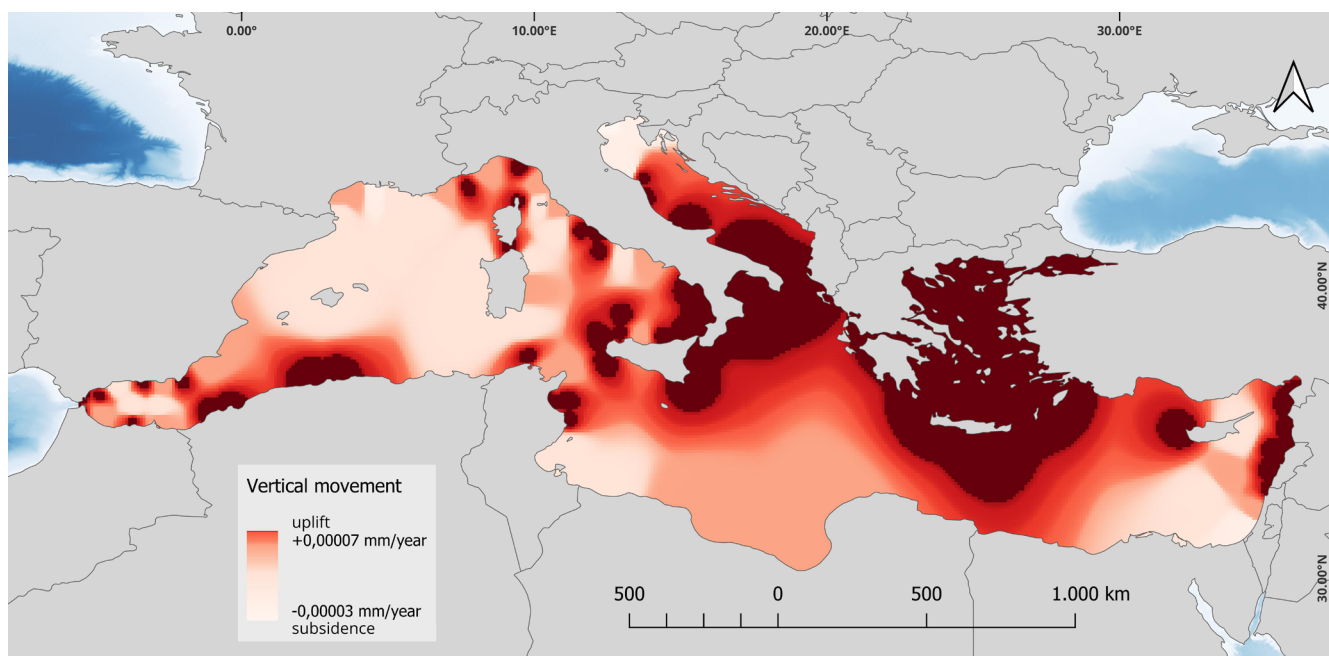 0.00°
10.00°E
20.00°E
30.00°E
40.00°N
Vertical movement
uplift
+0,00007 mm/year
-0,00003 mm/year
subsidence
500
0
500
1.000 km
30.00°N